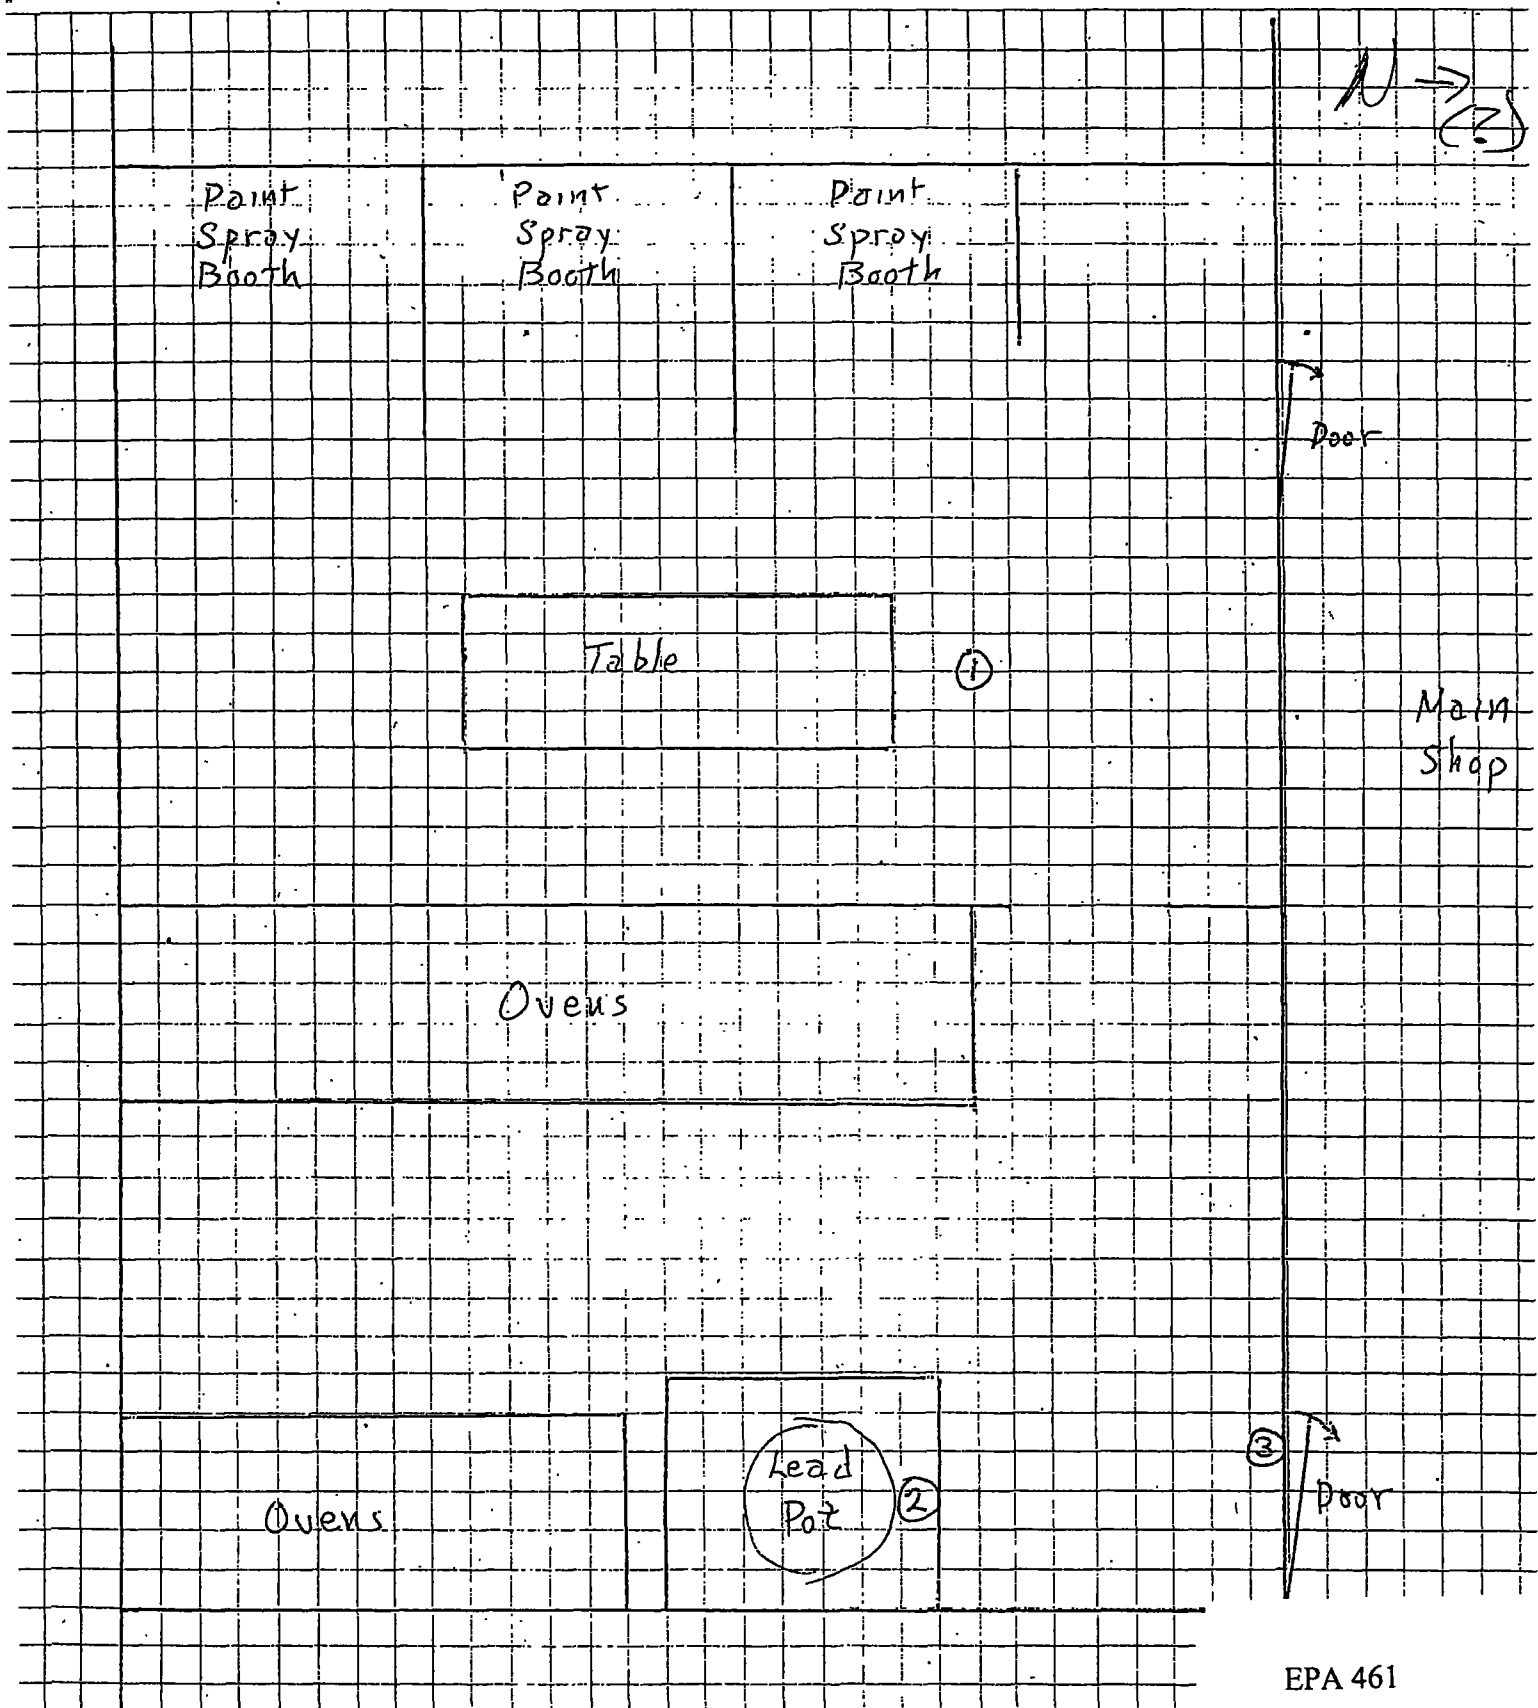 N →
(?)
Paint
Spray
Booth
Paint
Spray
Booth
Paint
Spray
Booth
Door
Table
①
Main
Shop
Ovens
Ovens
Lead
Pot
②
③
Door
EPA 461